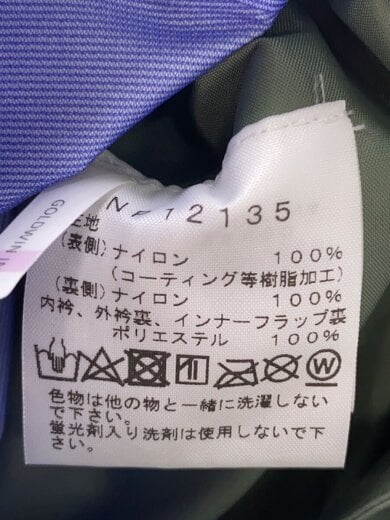 GOLDWIN
NP12135
生地
(表側)ナイロン 100%
(コーティング等樹脂加工)
(裏側)ナイロン 100%
内衿、外衿裏、インナーフラップ裏
ポリエステル 100%
色物は他の物と一緒に洗濯しない
で下さい。
蛍光剤入り洗剤は使用しないで下
さい。